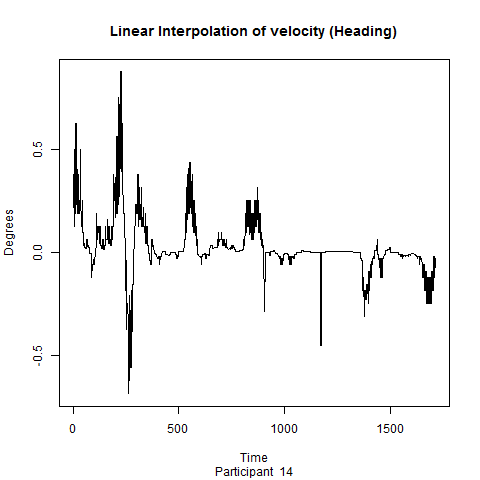 Linear Interpolation of velocity (Heading)
Degrees
0.5
0.0
-0.5
0 500 1000 1500
Time
Participant 14